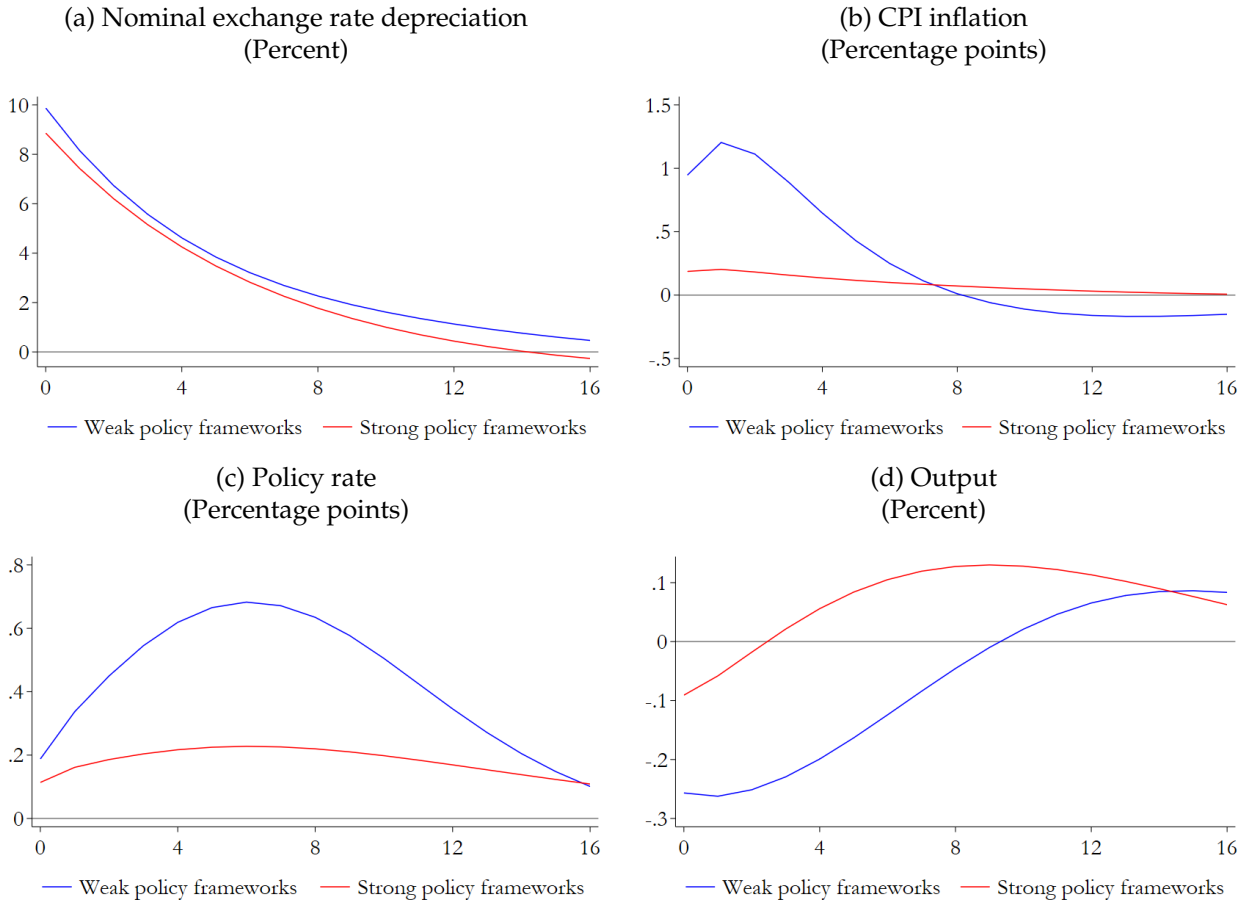 (a) Nominal exchange rate depreciation
(Percent)
10
8
6
4
2
0
0 4 8 12 16
Weak policy frameworks Strong policy frameworks
(b) CPI inflation
(Percentage points)
1.5
1
.5
0
-.5
0 4 8 12 16
Weak policy frameworks Strong policy frameworks
(c) Policy rate
(Percentage points)
.8
.6
.4
.2
0
0 4 8 12 16
Weak policy frameworks Strong policy frameworks
(d) Output
(Percent)
.1
0
-.1
-.2
-.3
0 4 8 12 16
Weak policy frameworks Strong policy frameworks